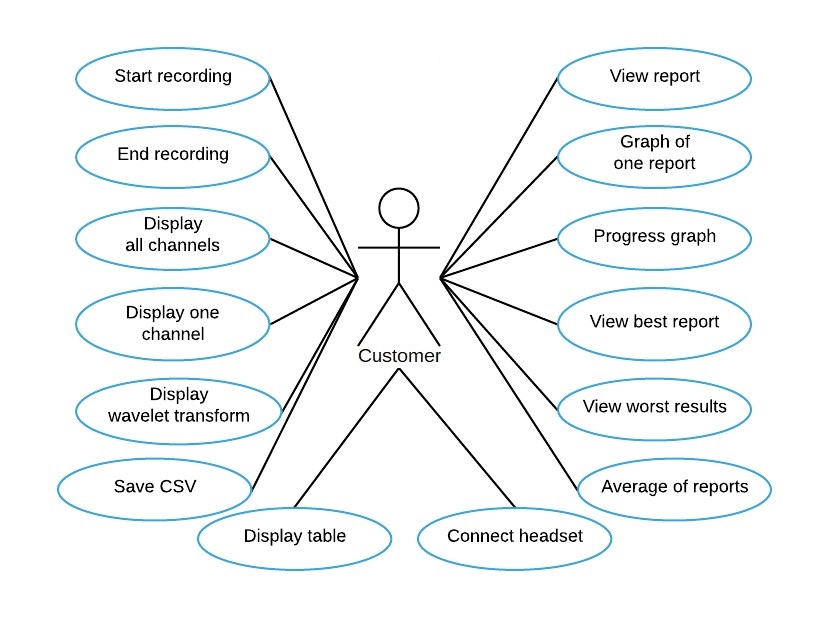 Start recording
End recording
Display
all channels
Display one
channel
Display
wavelet transform
Save CSV
Display table
Customer
Connect headset
View report
Graph of
one report
Progress graph
View best report
View worst results
Average of reports